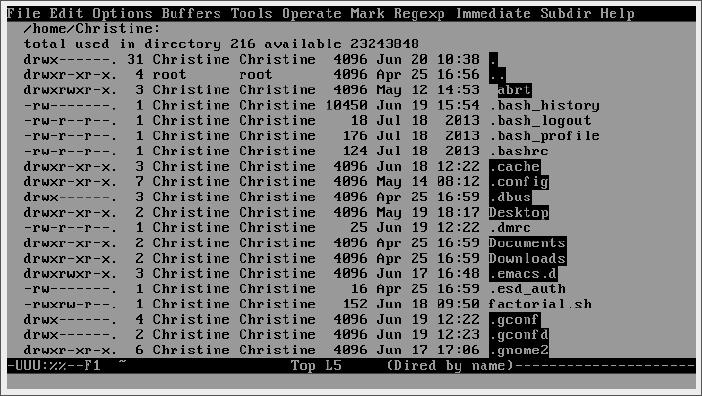 File Edit Options Buffers Tools Operate Mark Regexp Immediate Subdir Help
/home/Christine:
total used in directory 216 available 23243848
drwx------. 31 Christine Christine 4096 Jun 20 10:38 .
drwxr-xr-x. 4 root root 4096 Apr 25 16:56 ..
drwxrwxr-x. 3 Christine Christine 4096 May 12 14:53 abrt
-rw-------. 1 Christine Christine 10450 Jun 19 15:54 .bash_history
-rw-r--r--. 1 Christine Christine 18 Jul 18 2013 .bash_logout
-rw-r--r--. 1 Christine Christine 176 Jul 18 2013 .bash_profile
-rw-r--r--. 1 Christine Christine 124 Jul 18 2013 .bashrc
drwxr-xr-x. 3 Christine Christine 4096 Jun 18 12:22 .cache
drwxr-xr-x. 7 Christine Christine 4096 May 14 08:12 .config
drwx------. 3 Christine Christine 4096 Apr 25 16:59 .dbus
drwxr-xr-x. 2 Christine Christine 4096 May 19 18:17 Desktop
-rw-r--r--. 1 Christine Christine 25 Jun 19 12:22 .dmrc
drwxr-xr-x. 2 Christine Christine 4096 Apr 25 16:59 Documents
drwxr-xr-x. 2 Christine Christine 4096 Apr 25 16:59 Downloads
drwxrwxr-x. 3 Christine Christine 4096 Jun 17 16:48 .emacs.d
-rw-------. 1 Christine Christine 16 Apr 25 16:59 .esd_auth
-rwxrw-r--. 1 Christine Christine 152 Jun 18 09:50 factorial.sh
drwx------. 4 Christine Christine 4096 Jun 19 12:22 .gconf
drwx------. 2 Christine Christine 4096 Jun 19 12:23 .gconfd
drwxr-xr-x. 6 Christine Christine 4096 Jun 17 17:06 .gnome2
-UUU:%%--F1 ~ Top L5 (Dired by name)---------------------